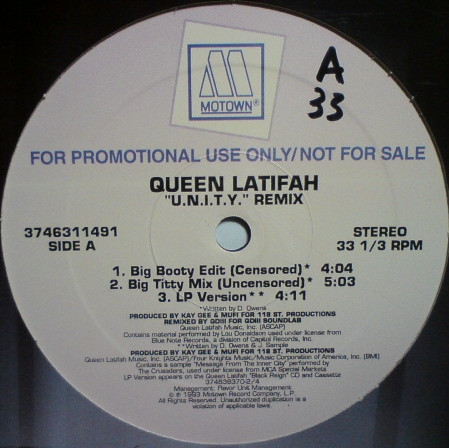 A
33
MOTOWN®
FOR PROMOTIONAL USE ONLY/NOT FOR SALE
QUEEN LATIFAH
"U.N.I.T.Y." REMIX
3746311491
SIDE A
STEREO
33 1/3 RPM
1. Big Booty Edit (Censored)* 4:04
2. Big Titty Mix (Uncensored)* 5:03
3. LP Version** 4:11
*Written by D. Owens
PRODUCED BY KAY GEE & MUFI FOR 118 ST. PRODUCTIONS
REMIXED BY QDIII FOR QDIII SOUNDLAB
Queen Latifah Music, Inc. (ASCAP)
Contains material performed by Lou Donaldson used under license from
Blue Note Records, a division of Capitol Records, Inc.
**Written by D. Owens & J. Sample
PRODUCED BY KAY GEE & MUFI FOR 118 ST. PRODUCTIONS
Queen Latifah Music, Inc. (ASCAP)/Four Knights Music/Music Corporation of America, Inc. (BMI)
Contains a sample "Message From The Inner City" performed by
The Crusaders, used under license from MCA Special Markets
LP Version appears on the Queen Latifah "Black Reign" CD and Cassette
374636370-2/4
Management: Flavor Unit Management
© ℗ 1993 Motown Record Company, L.P.
All Rights Reserved. Unauthorized duplication is a
violation of applicable laws.